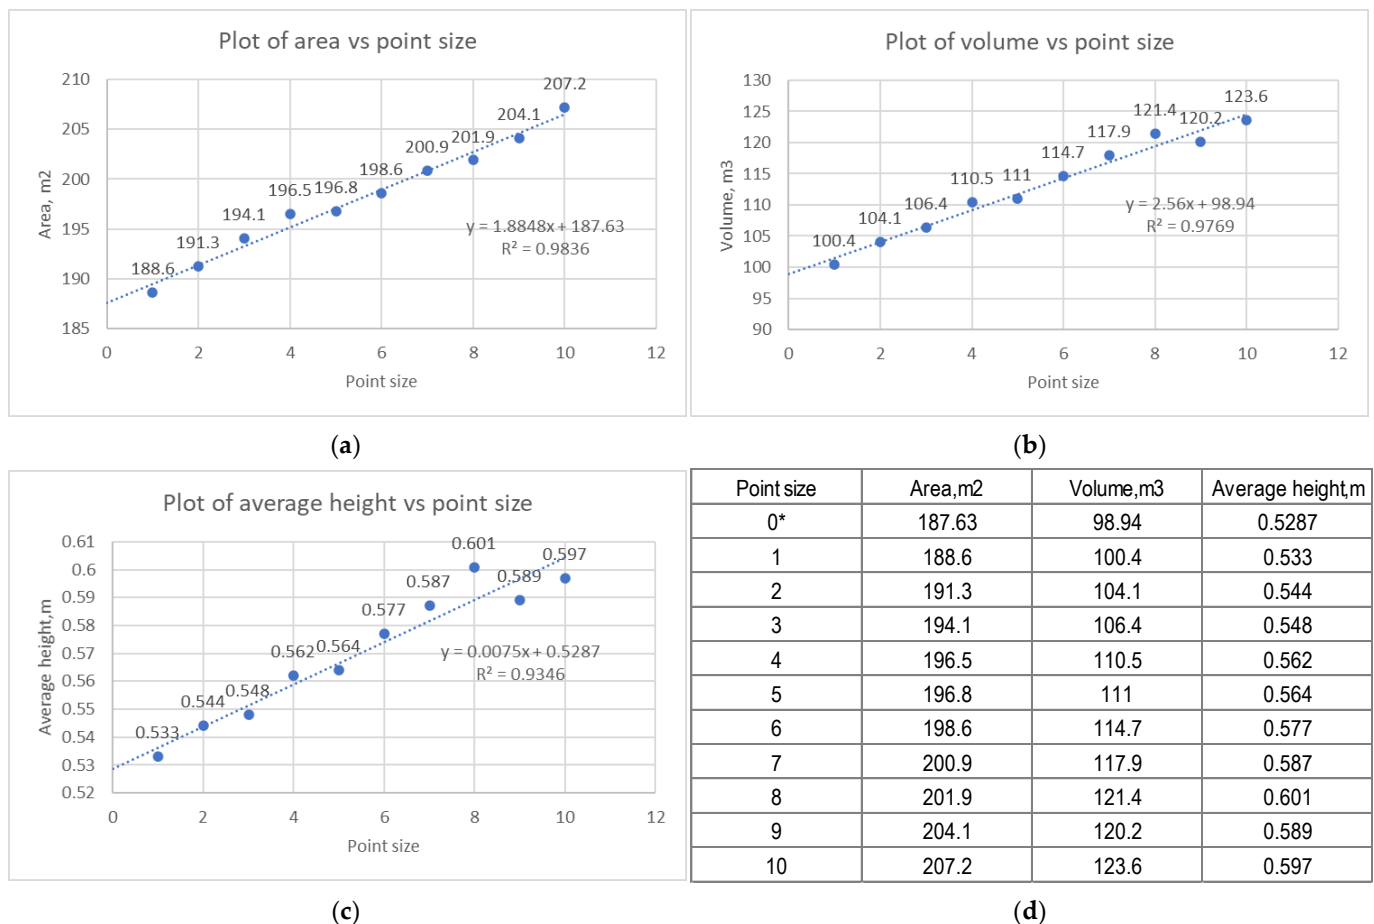 Plot of area vs point size
210
205
200
195
190
185
Area, m2
188.6
191.3
194.1
196.5
196.8
198.6
200.9
201.9
204.1
207.2
y = 1.8848x + 187.63
R² = 0.9836
0 2 4 6 8 10 12
Point size
(a)
Plot of volume vs point size
130
125
120
115
110
105
100
95
90
Volume, m3
100.4
104.1
106.4
110.5
111
114.7
117.9
121.4
120.2
123.6
y = 2.56x + 98.94
R² = 0.9769
0 2 4 6 8 10 12
Point size
(b)
Plot of average height vs point size
0.61
0.6
0.59
0.58
0.57
0.56
0.55
0.54
0.53
0.52
Average height,m
0.533
0.544
0.548
0.562
0.564
0.577
0.587
0.601
0.589
0.597
y = 0.0075x + 0.5287
R² = 0.9346
0 2 4 6 8 10 12
Point size
(c)
Point size Area,m2 Volume,m3 Average height,m
0* 187.63 98.94 0.5287
1 188.6 100.4 0.533
2 191.3 104.1 0.544
3 194.1 106.4 0.548
4 196.5 110.5 0.562
5 196.8 111 0.564
6 198.6 114.7 0.577
7 200.9 117.9 0.587
8 201.9 121.4 0.601
9 204.1 120.2 0.589
10 207.2 123.6 0.597
(d)